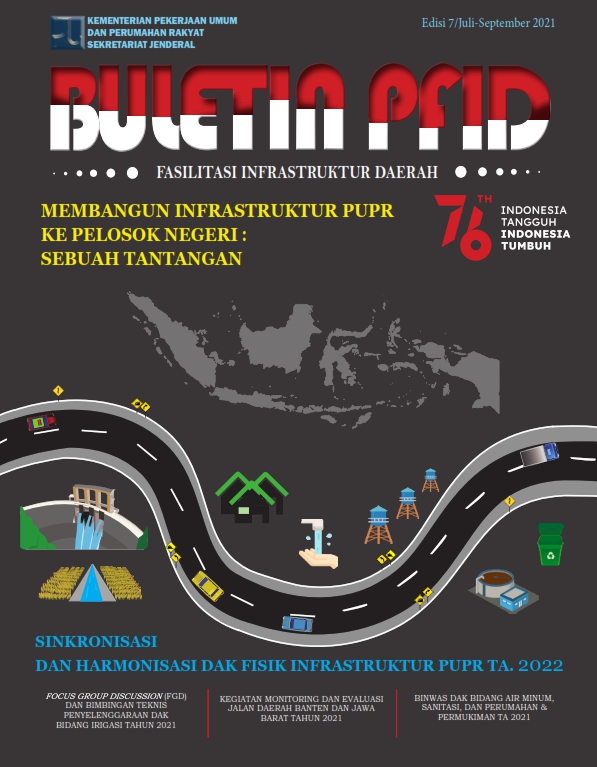 KEMENTERIAN PEKERJAAN UMUM
DAN PERUMAHAN RAKYAT
SEKRETARIAT JENDERAL
Edisi 7/Juli-September 2021
BULETIN PFID
FASILITASI INFRASTRUKTUR DAERAH
MEMBANGUN INFRASTRUKTUR PUPR
KE PELOSOK NEGERI :
SEBUAH TANTANGAN
76TH
INDONESIA
TANGGUH
INDONESIA
TUMBUH
SINKRONISASI
DAN HARMONISASI DAK FISIK INFRASTRUKTUR PUPR TA. 2022
FOCUS GROUP DISCUSSION (FGD)
DAN BIMBINGAN TEKNIS
PENYELENGGARAAN DAK
BIDANG IRIGASI TAHUN 2021
KEGIATAN MONITORING DAN EVALUASI
JALAN DAERAH BANTEN DAN JAWA
BARAT TAHUN 2021
BINWAS DAK BIDANG AIR MINUM,
SANITASI, DAN PERUMAHAN &
PERMUKIMAN TA 2021